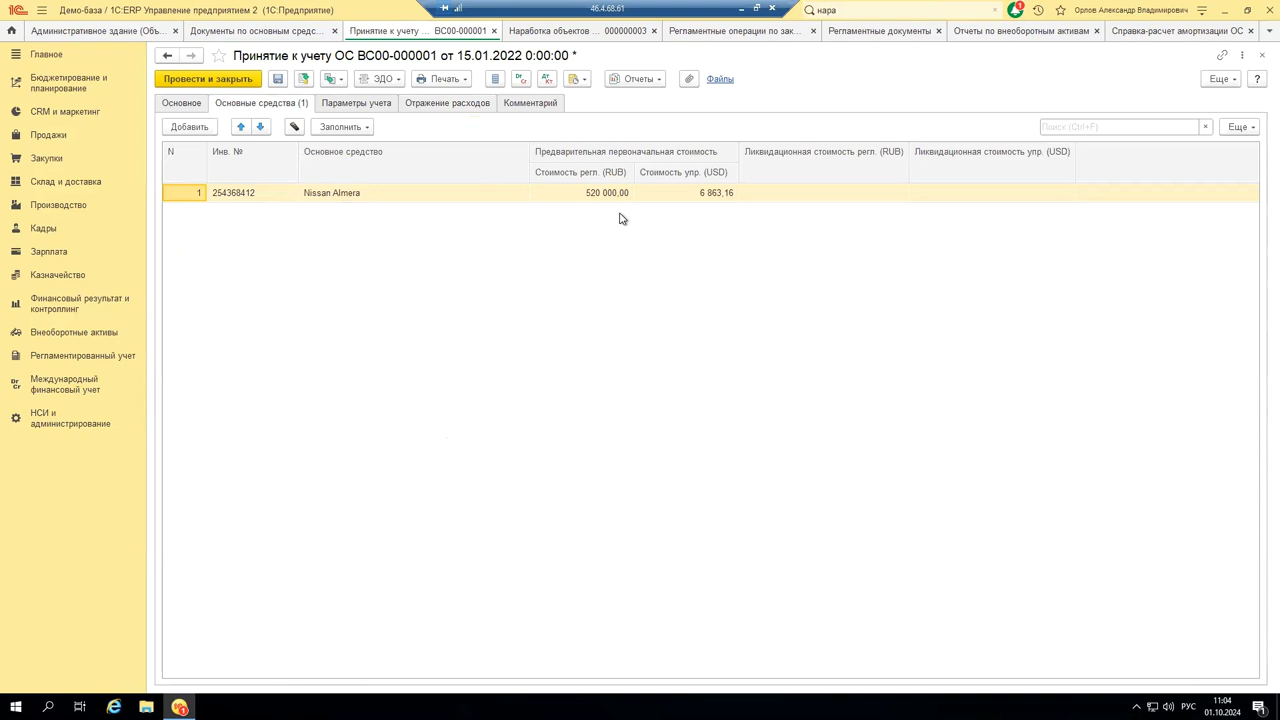 Демо-база / 1С:ERP Управление предприятием 2 (1С:Предприятие)
46.4.68.61
нара
Орлов Александр Владимирович
Административное здание (Объ...
Документы по основным средс...
Принятие к учету ... ВС00-000001
Наработка объектов ... 000000003
Регламентные операции по зак...
Регламентные документы
Отчеты по внеоборотным активам
Справка-расчет амортизации ОС
Главное
Бюджетирование и
планирование
CRM и маркетинг
Продажи
Закупки
Склад и доставка
Производство
Кадры
Зарплата
Казначейство
Финансовый результат и
контроллинг
Внеоборотные активы
Регламентированный учет
Международный
финансовый учет
НСИ и
администрирование
Принятие к учету ОС ВС00-000001 от 15.01.2022 0:00:00 *
Провести и закрыть
ЭДО
Печать
Отчеты
Файлы
Еще
?
Основное
Основные средства (1)
Параметры учета
Отражение расходов
Комментарий
Добавить
Заполнить
Поиск (Ctrl+F)
Еще
N
Инв. №
Основное средство
Предварительная первоначальная стоимость
Ликвидационная стоимость регл. (RUB)
Ликвидационная стоимость упр. (USD)
Стоимость регл. (RUB)
Стоимость упр. (USD)
1
254368412
Nissan Almera
520 000,00
6 863,16
РУС
11:04
01.10.2024